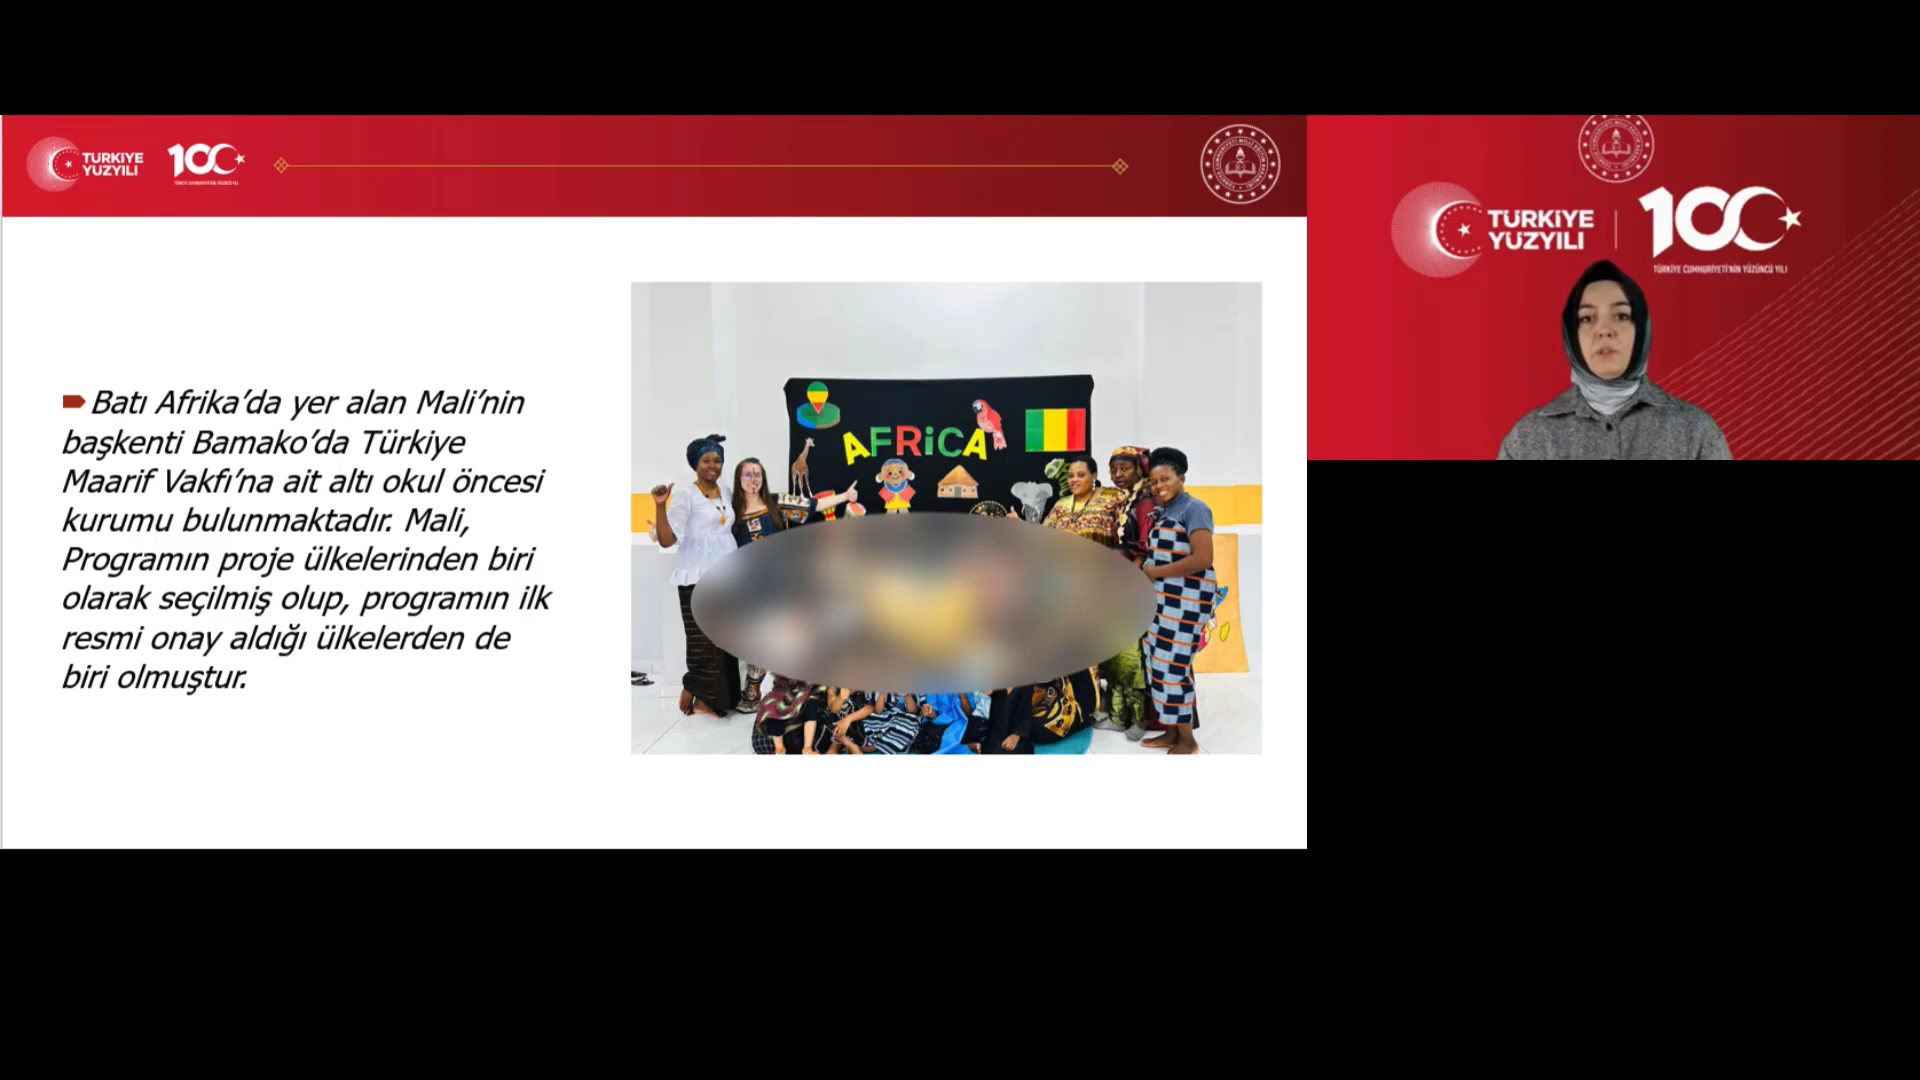 TÜRKİYE
YÜZYILI
100
Batı Afrika’da yer alan Mali’nin
başkenti Bamako’da Türkiye
Maarif Vakfı’na ait altı okul öncesi
kurumu bulunmaktadır. Mali,
Programın proje ülkelerinden biri
olarak seçilmiş olup, programın ilk
resmi onay aldığı ülkelerden de
biri olmuştur.
AFRiCA
TÜRKİYE
YÜZYILI
100
TÜRKİYE CUMHURİYETİ'NİN YÜZÜNCÜ YILI